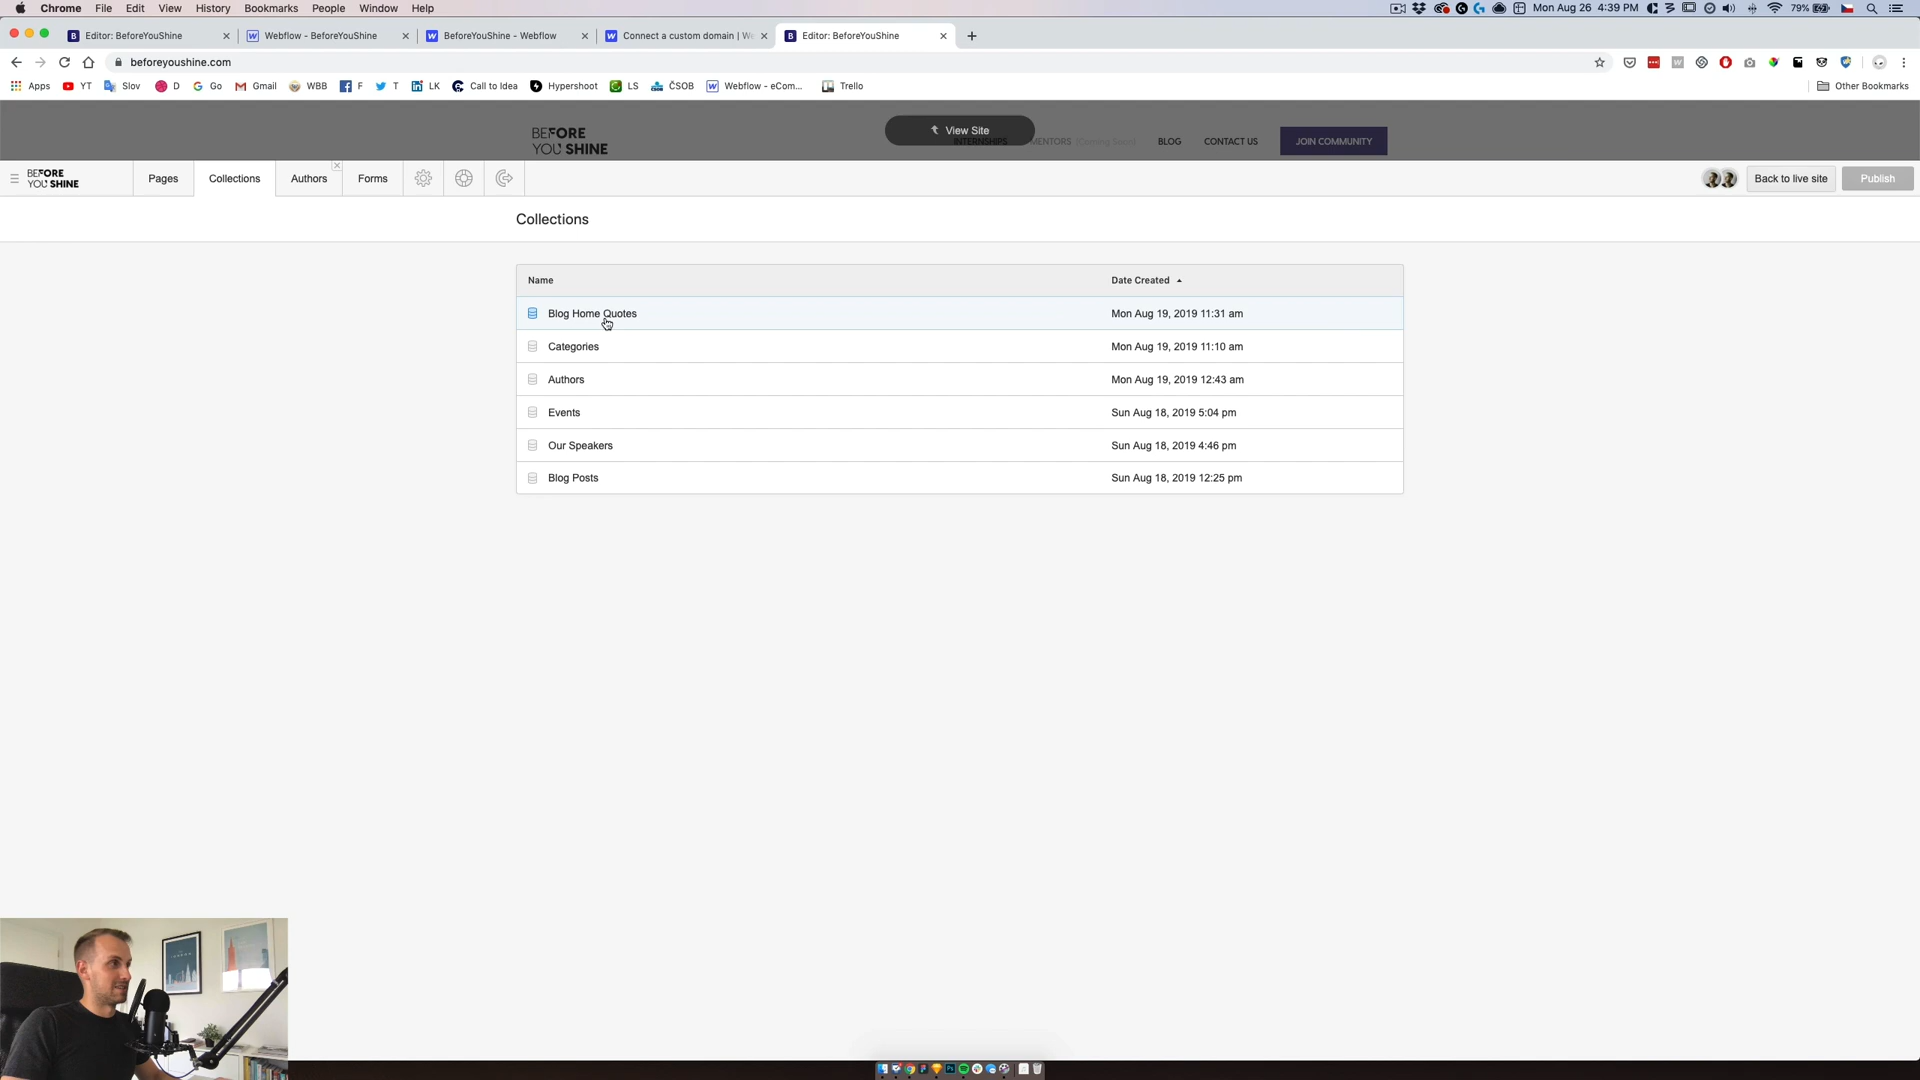 Chrome File Edit View History Bookmarks People Window Help Mon Aug 26 4:39 PM 79%
Editor: BeforeYouShine Webflow - BeforeYouShine BeforeYouShine - Webflow Connect a custom domain | We Editor: BeforeYouShine
beforeyoushine.com
Apps YT Slov D Go Gmail WBB F T LK Call to Idea Hypershoot LS ČSOB Webflow - eCom... Trello Other Bookmarks
BEFORE
YOU SHINE
View Site
INTERNSHIPS MENTORS (Coming Soon) BLOG CONTACT US JOIN COMMUNITY
BEFORE
YOU SHINE
Pages Collections Authors Forms Back to live site Publish
Collections
Name Date Created
Blog Home Quotes Mon Aug 19, 2019 11:31 am
Categories Mon Aug 19, 2019 11:10 am
Authors Mon Aug 19, 2019 12:43 am
Events Sun Aug 18, 2019 5:04 pm
Our Speakers Sun Aug 18, 2019 4:46 pm
Blog Posts Sun Aug 18, 2019 12:25 pm